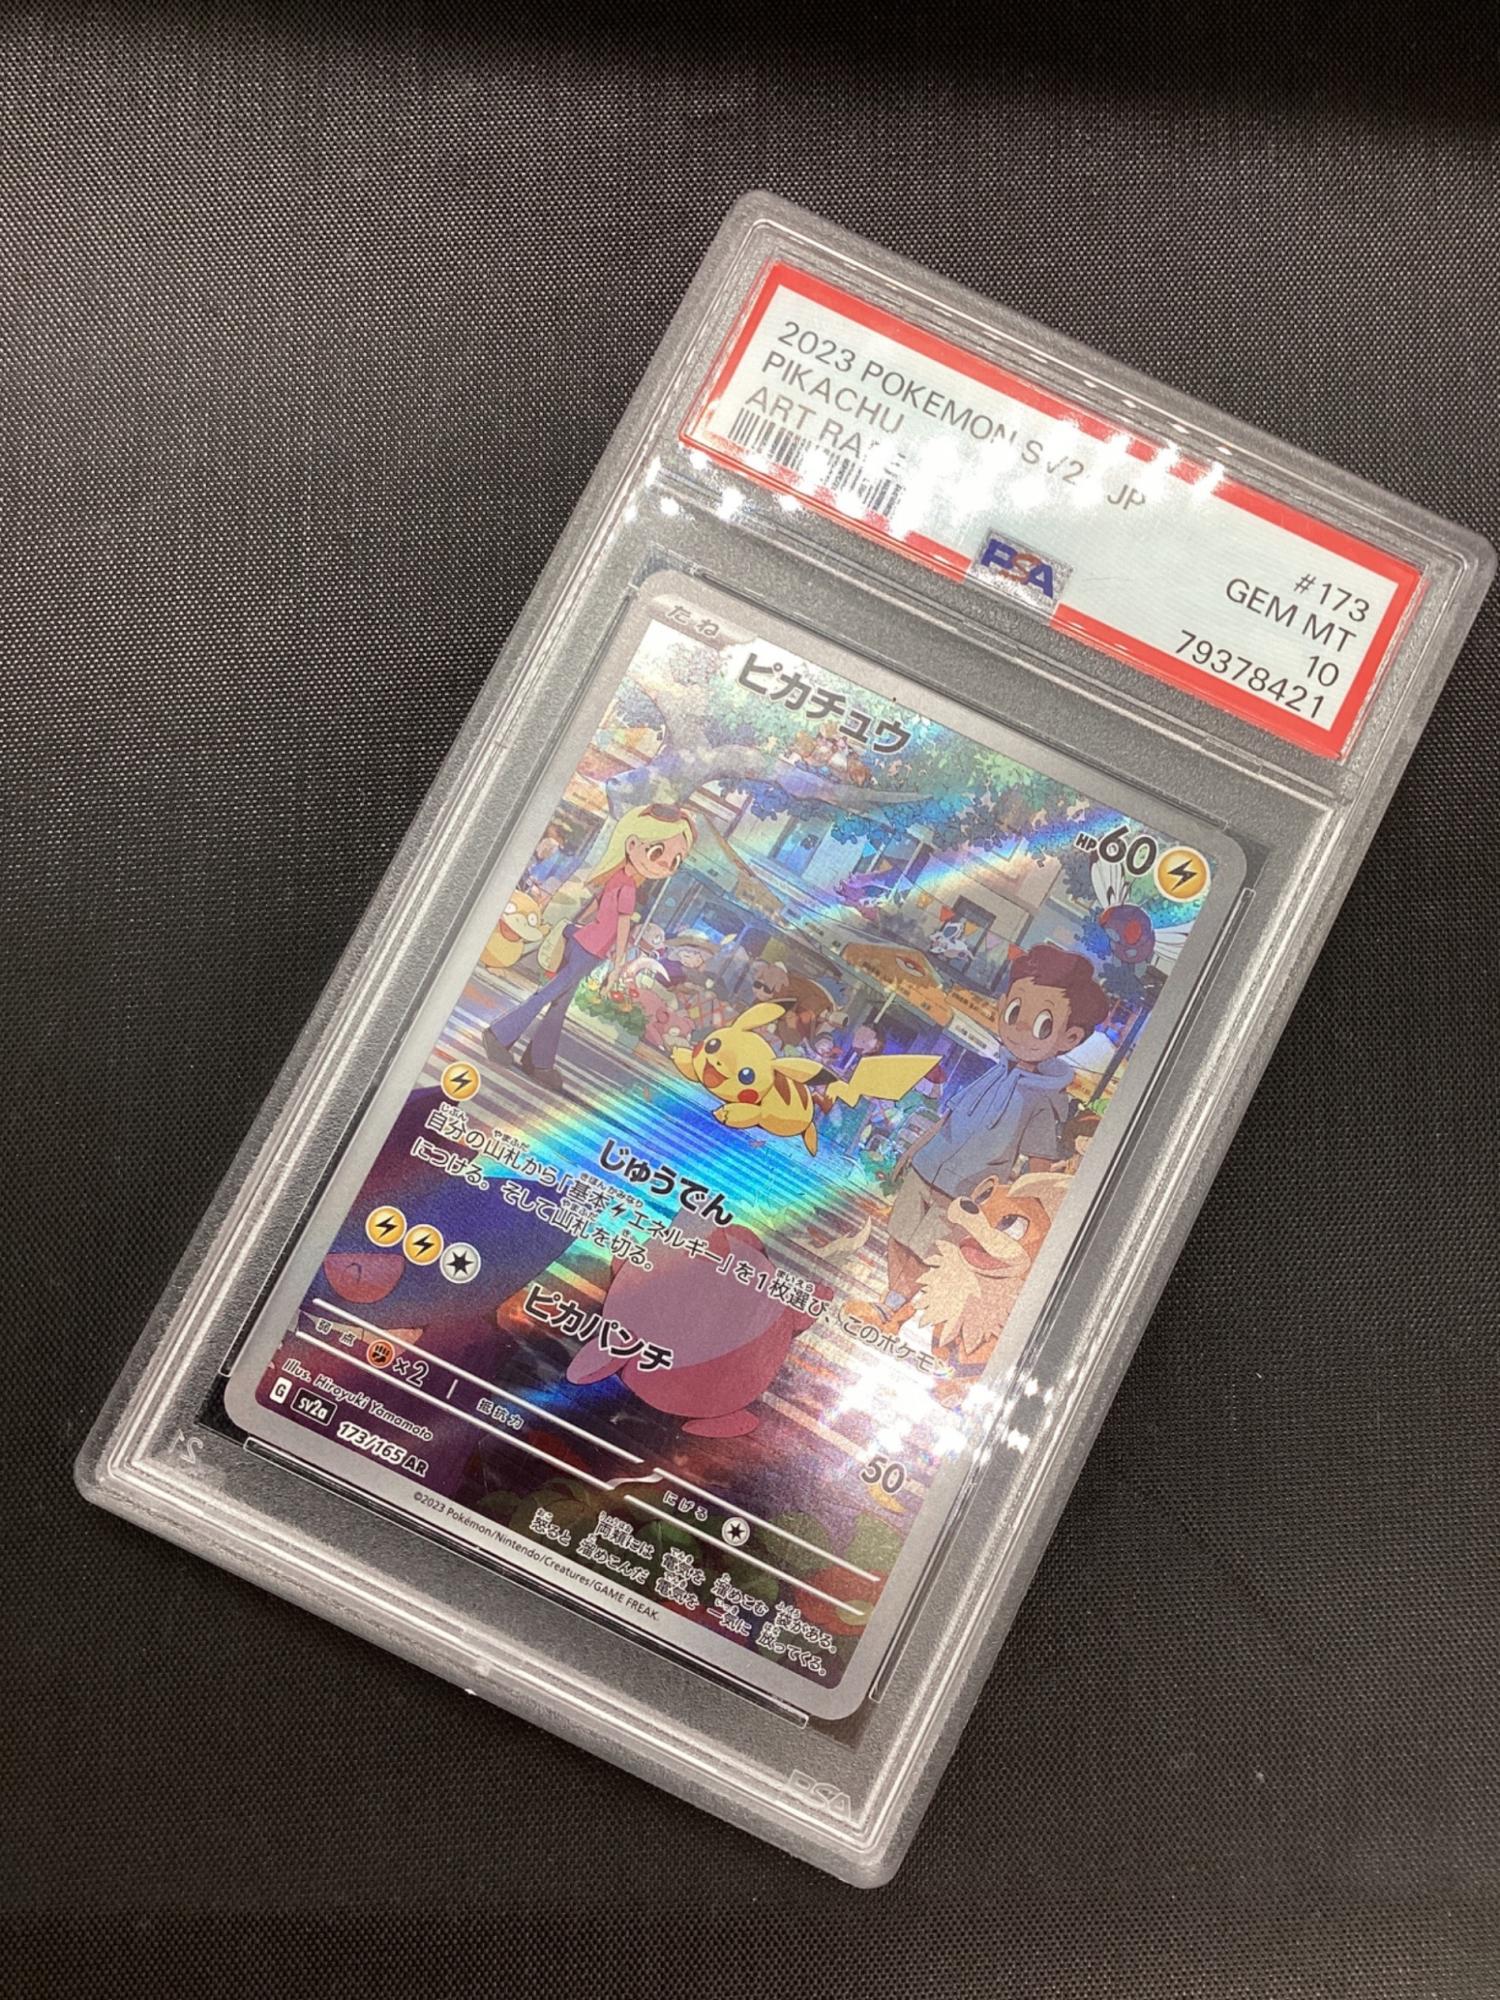 2023 POKEMON SV2 JP
PIKACHU
ART RARE
#173
GEM MT
10
79378421
PSA
たね
ピカチュウ
HP60
じゅうでん
自分の山札から「基本エネルギー」を1枚選び、このポケモン
につける。そして山札を切る。
ピカパンチ
50
弱点
×2
抵抗力
にげる
Illus. Hiroyuki Yamamoto
G sv2a 173/165 AR
©2023 Pokémon/Nintendo/Creatures/GAME FREAK.
両頬には 電気を 溜めこむ 袋がある。
怒ると 溜めこんだ 電気を 一気に 放ってくる。
PSA